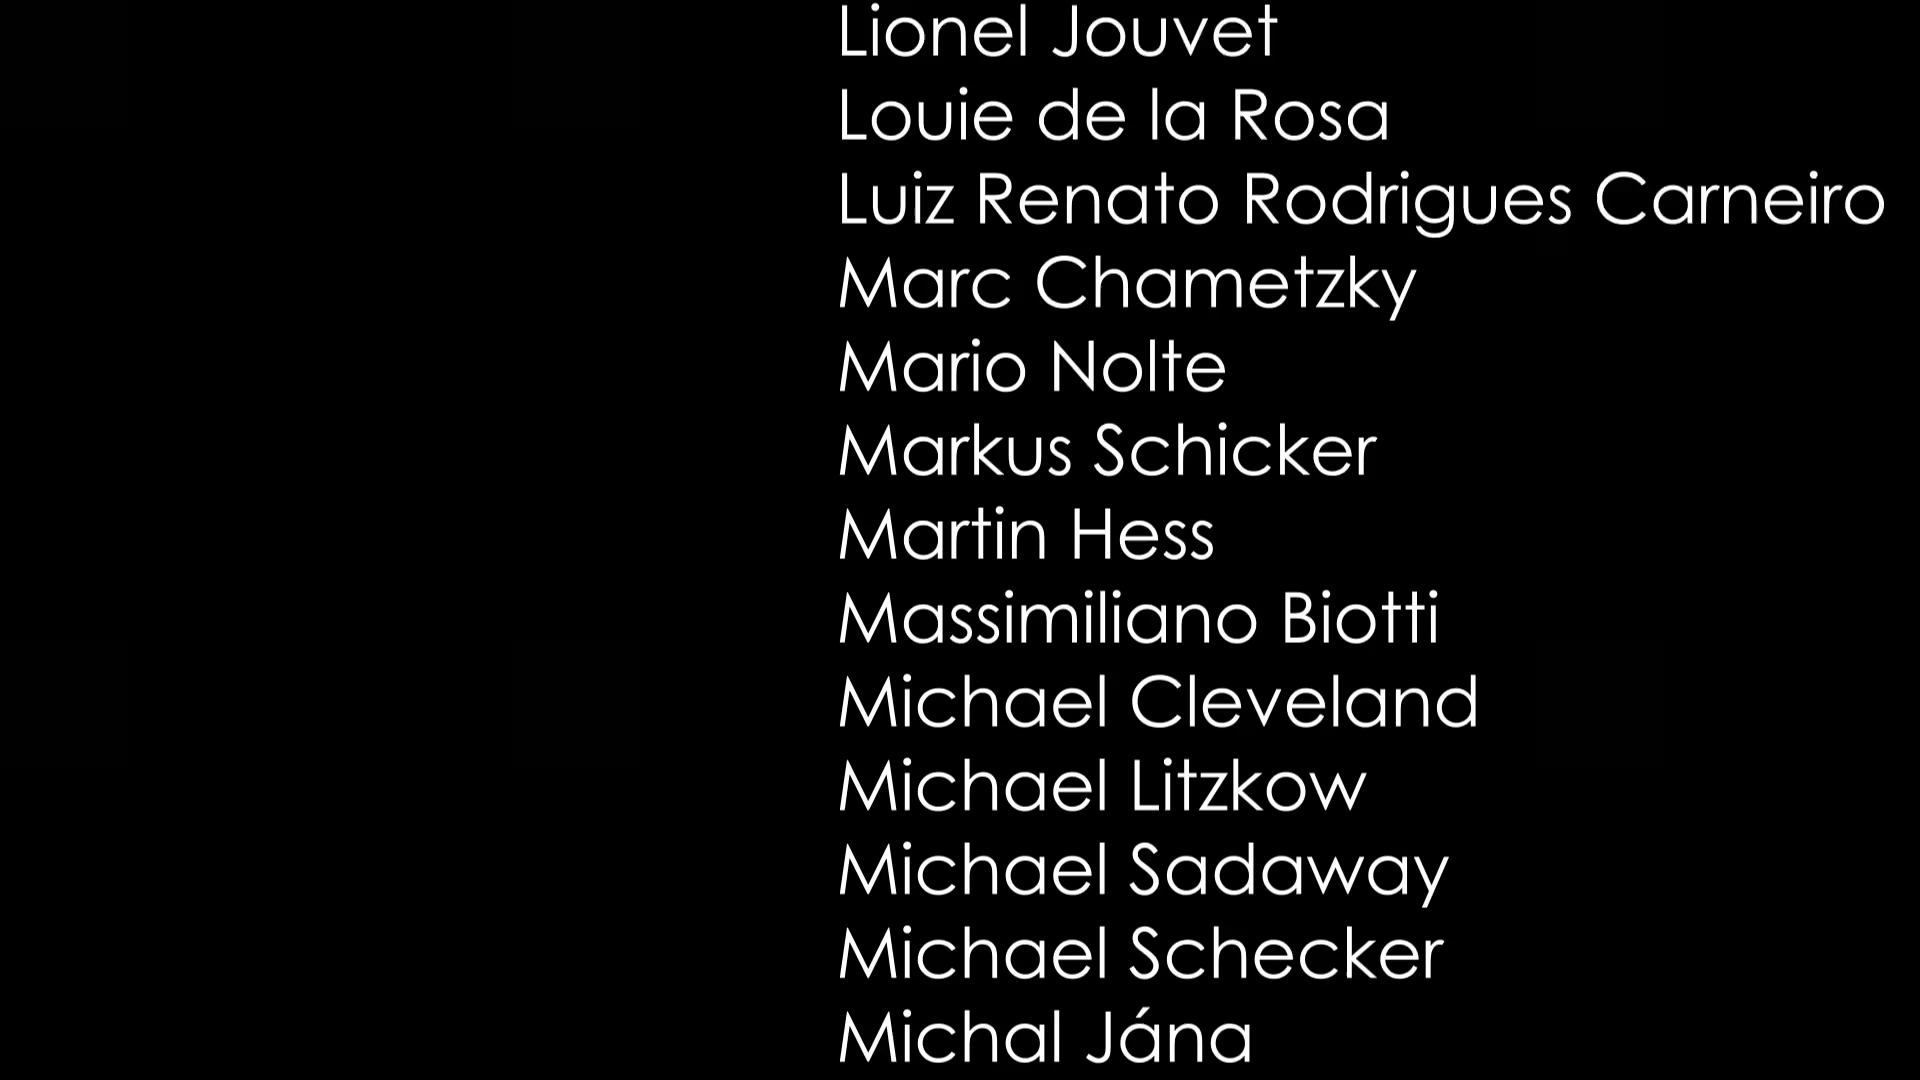 Lionel Jouvet
Louie de la Rosa
Luiz Renato Rodrigues Carneiro
Marc Chametzky
Mario Nolte
Markus Schicker
Martin Hess
Massimiliano Biotti
Michael Cleveland
Michael Litzkow
Michael Sadaway
Michael Schecker
Michal Jána